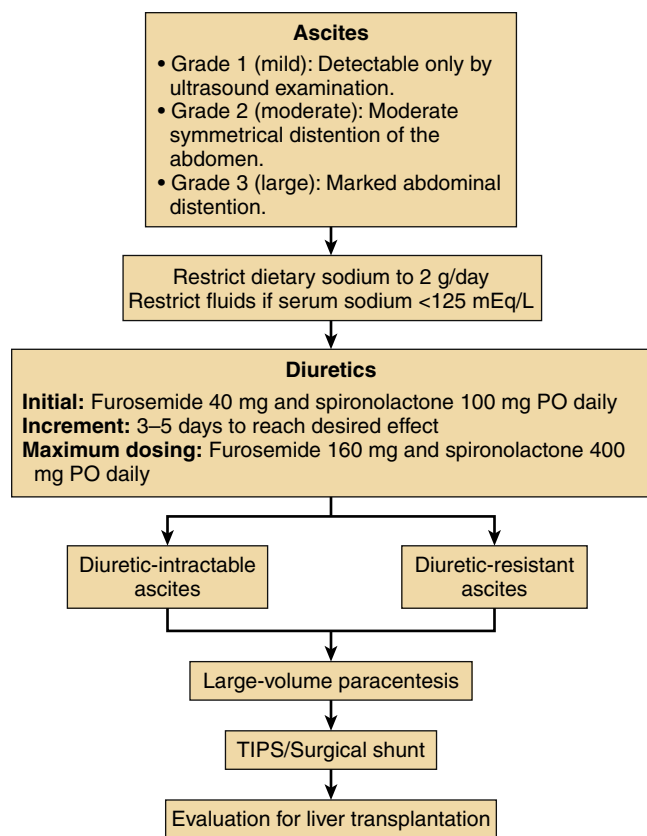 Ascites
• Grade 1 (mild): Detectable only by
ultrasound examination.
• Grade 2 (moderate): Moderate
symmetrical distention of the
abdomen.
• Grade 3 (large): Marked abdominal
distention.
Restrict dietary sodium to 2 g/day
Restrict fluids if serum sodium <125 mEq/L
Diuretics
Initial: Furosemide 40 mg and spironolactone 100 mg PO daily
Increment: 3–5 days to reach desired effect
Maximum dosing: Furosemide 160 mg and spironolactone 400
mg PO daily
Diuretic-intractable
ascites
Diuretic-resistant
ascites
Large-volume paracentesis
TIPS/Surgical shunt
Evaluation for liver transplantation